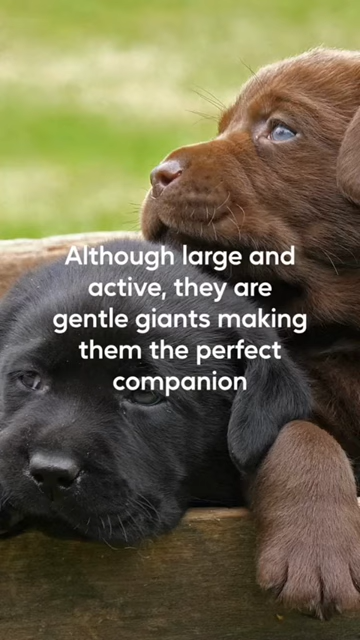 Although large and
active, they are
gentle giants making
them the perfect
companion